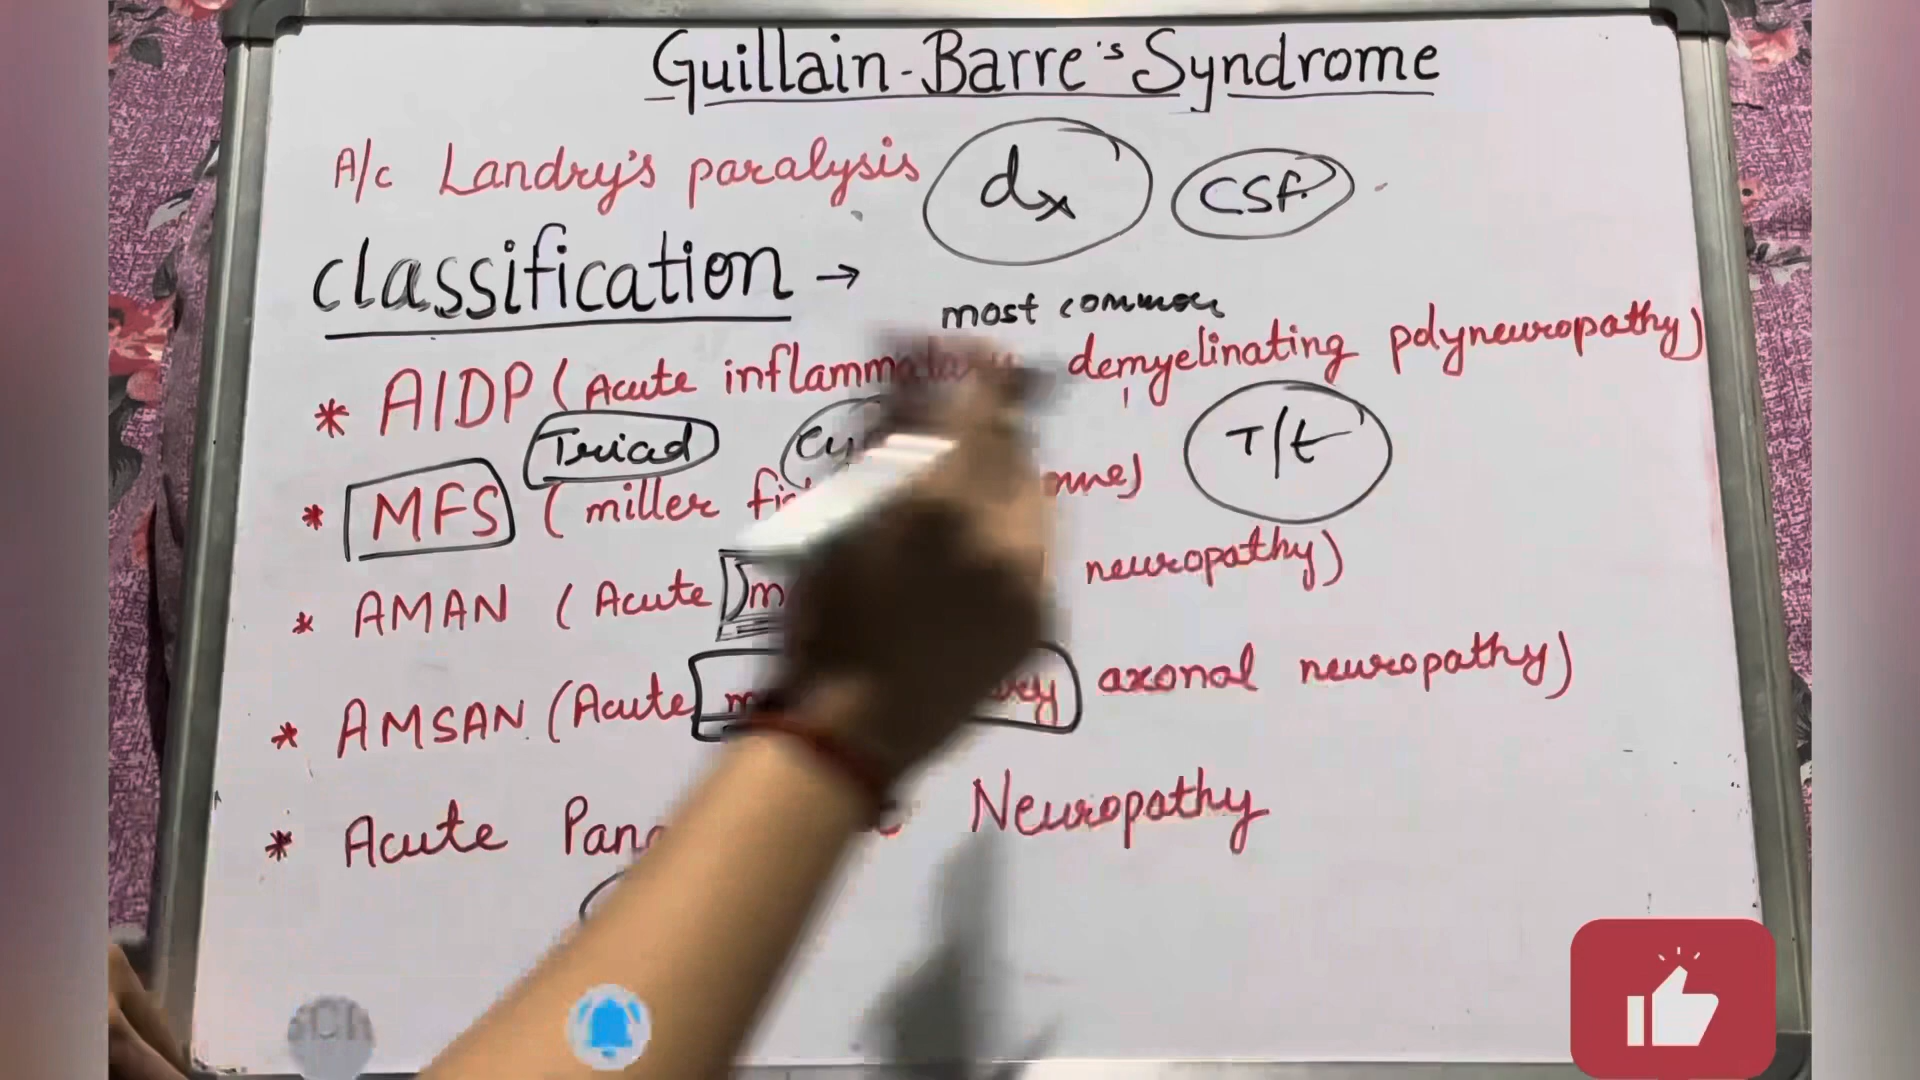 Guillain-Barre's Syndrome
A/c Landry's paralysis dx CSF
classification →
most common
* AIDP (Acute demyelinating polyneuropathy)
Triad T/t
* MFS (miller
* AMAN (Acute neuropathy)
* AMSAN (Acute axonal neuropathy)
* Acute Neuropathy